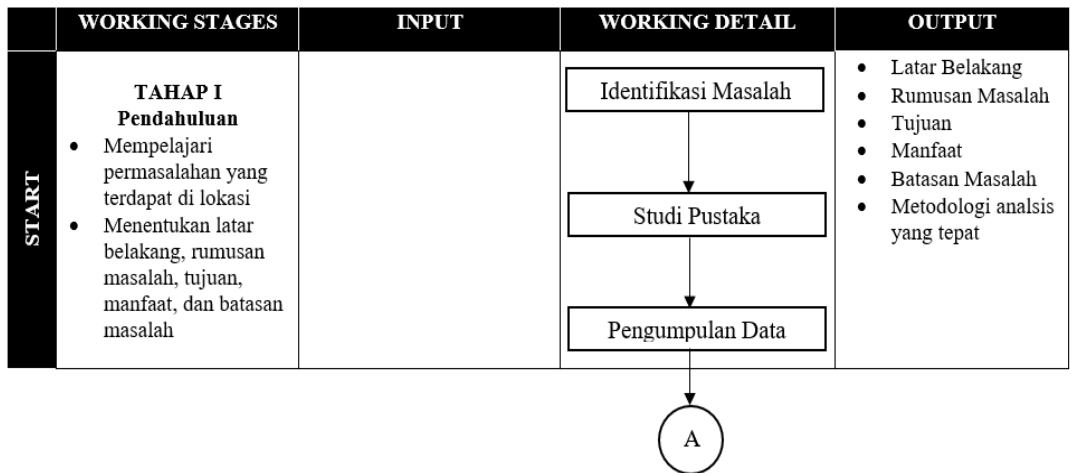 WORKING STAGES INPUT WORKING DETAIL OUTPUT
START
TAHAP I
Pendahuluan
• Mempelajari
permasalahan yang
terdapat di lokasi
• Menentukan latar
belakang, rumusan
masalah, tujuan,
manfaat, dan batasan
masalah
Identifikasi Masalah
Studi Pustaka
Pengumpulan Data
A
• Latar Belakang
• Rumusan Masalah
• Tujuan
• Manfaat
• Batasan Masalah
• Metodologi analsis
yang tepat